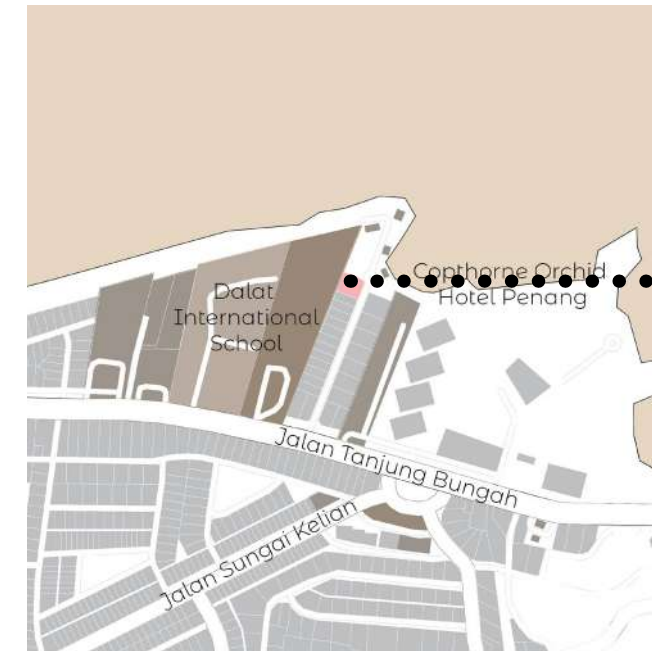 Copthorne Orchid
Hotel Penang
Dalat
International
School
Jalan Tanjung Bungah
Jalan Sungai Kelian